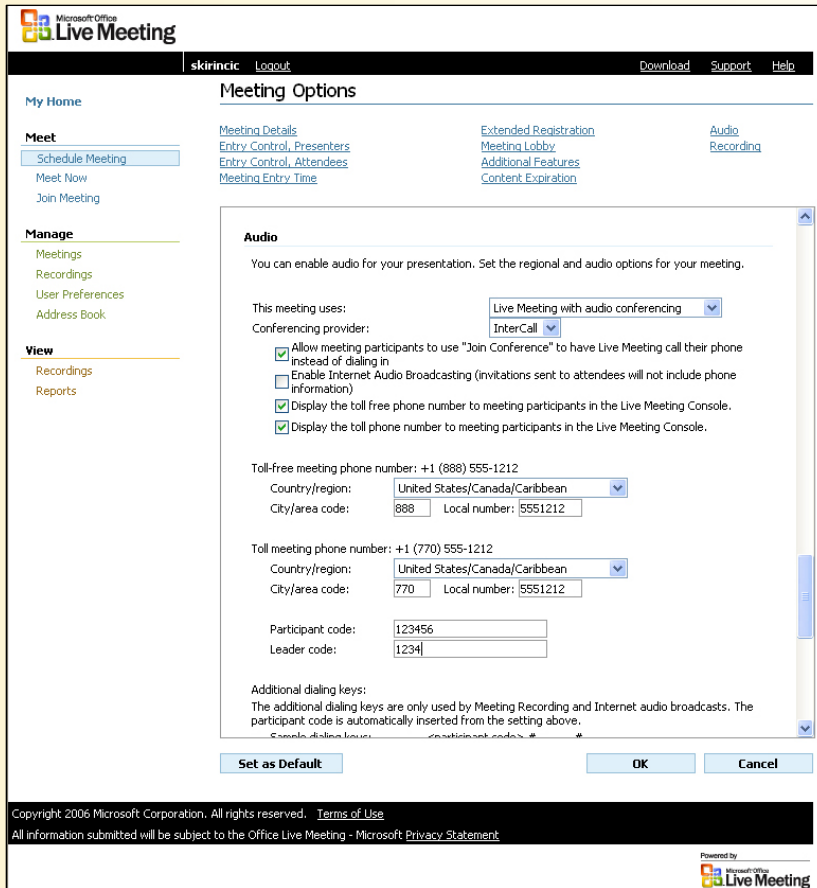 Microsoft Office
Live Meeting
skirincic Logout Download Support Help
My Home
Meet
Schedule Meeting
Meet Now
Join Meeting
Manage
Meetings
Recordings
User Preferences
Address Book
View
Recordings
Reports
Meeting Options
Meeting Details
Entry Control, Presenters
Entry Control, Attendees
Meeting Entry Time
Extended Registration
Meeting Lobby
Additional Features
Content Expiration
Audio
Recording
Audio
You can enable audio for your presentation. Set the regional and audio options for your meeting.
This meeting uses: Live Meeting with audio conferencing
Conferencing provider: InterCall
Allow meeting participants to use "Join Conference" to have Live Meeting call their phone
instead of dialing in
Enable Internet Audio Broadcasting (invitations sent to attendees will not include phone
information)
Display the toll free phone number to meeting participants in the Live Meeting Console.
Display the toll phone number to meeting participants in the Live Meeting Console.
Toll-free meeting phone number: +1 (888) 555-1212
Country/region: United States/Canada/Caribbean
City/area code: 888 Local number: 5551212
Toll meeting phone number: +1 (770) 555-1212
Country/region: United States/Canada/Caribbean
City/area code: 770 Local number: 5551212
Participant code: 123456
Leader code: 1234
Additional dialing keys:
The additional dialing keys are only used by Meeting Recording and Internet audio broadcasts. The
participant code is automatically inserted from the setting above.
Sample dialing keys: <participant code> # #
Set as Default OK Cancel
Copyright 2006 Microsoft Corporation. All rights reserved. Terms of Use
All information submitted will be subject to the Office Live Meeting - Microsoft Privacy Statement
Powered by
Microsoft Office
Live Meeting